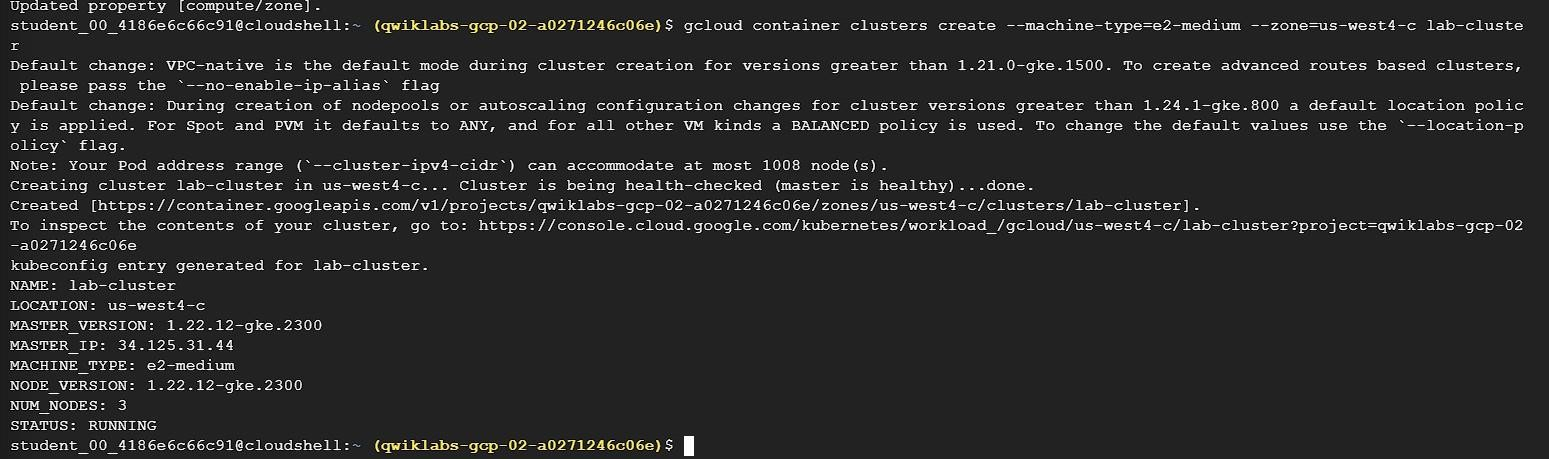 Updated property [compute/zone].
student_00_4186e6c66c91@cloudshell:~ (qwiklabs-gcp-02-a0271246c06e)$ gcloud container clusters create --machine-type=e2-medium --zone=us-west4-c lab-cluste
r
Default change: VPC-native is the default mode during cluster creation for versions greater than 1.21.0-gke.1500. To create advanced routes based clusters,
 please pass the `--no-enable-ip-alias` flag
Default change: During creation of nodepools or autoscaling configuration changes for cluster versions greater than 1.24.1-gke.800 a default location polic
y is applied. For Spot and PVM it defaults to ANY, and for all other VM kinds a BALANCED policy is used. To change the default values use the `--location-p
olicy` flag.
Note: Your Pod address range (`--cluster-ipv4-cidr`) can accommodate at most 1008 node(s).
Creating cluster lab-cluster in us-west4-c... Cluster is being health-checked (master is healthy)...done.
Created [https://container.googleapis.com/v1/projects/qwiklabs-gcp-02-a0271246c06e/zones/us-west4-c/clusters/lab-cluster].
To inspect the contents of your cluster, go to: https://console.cloud.google.com/kubernetes/workload_/gcloud/us-west4-c/lab-cluster?project=qwiklabs-gcp-02
-a0271246c06e
kubeconfig entry generated for lab-cluster.
NAME: lab-cluster
LOCATION: us-west4-c
MASTER_VERSION: 1.22.12-gke.2300
MASTER_IP: 34.125.31.44
MACHINE_TYPE: e2-medium
NODE_VERSION: 1.22.12-gke.2300
NUM_NODES: 3
STATUS: RUNNING
student_00_4186e6c66c91@cloudshell:~ (qwiklabs-gcp-02-a0271246c06e)$